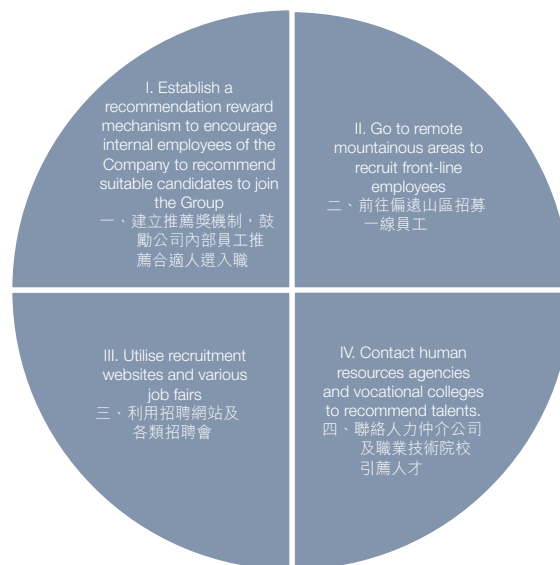 I. Establish a
recommendation reward
mechanism to encourage
internal employees of the
Company to recommend
suitable candidates to join
the Group
一、建立推薦獎機制，鼓
勵公司內部員工推
薦合適人選入職
II. Go to remote
mountainous areas to
recruit front-line
employees
二、前往偏遠山區招募
一線員工
III. Utilise recruitment
websites and various
job fairs
三、利用招聘網站及
各類招聘會
IV. Contact human
resources agencies
and vocational colleges
to recommend talents.
四、聯絡人力仲介公司
及職業技術院校
引薦人才